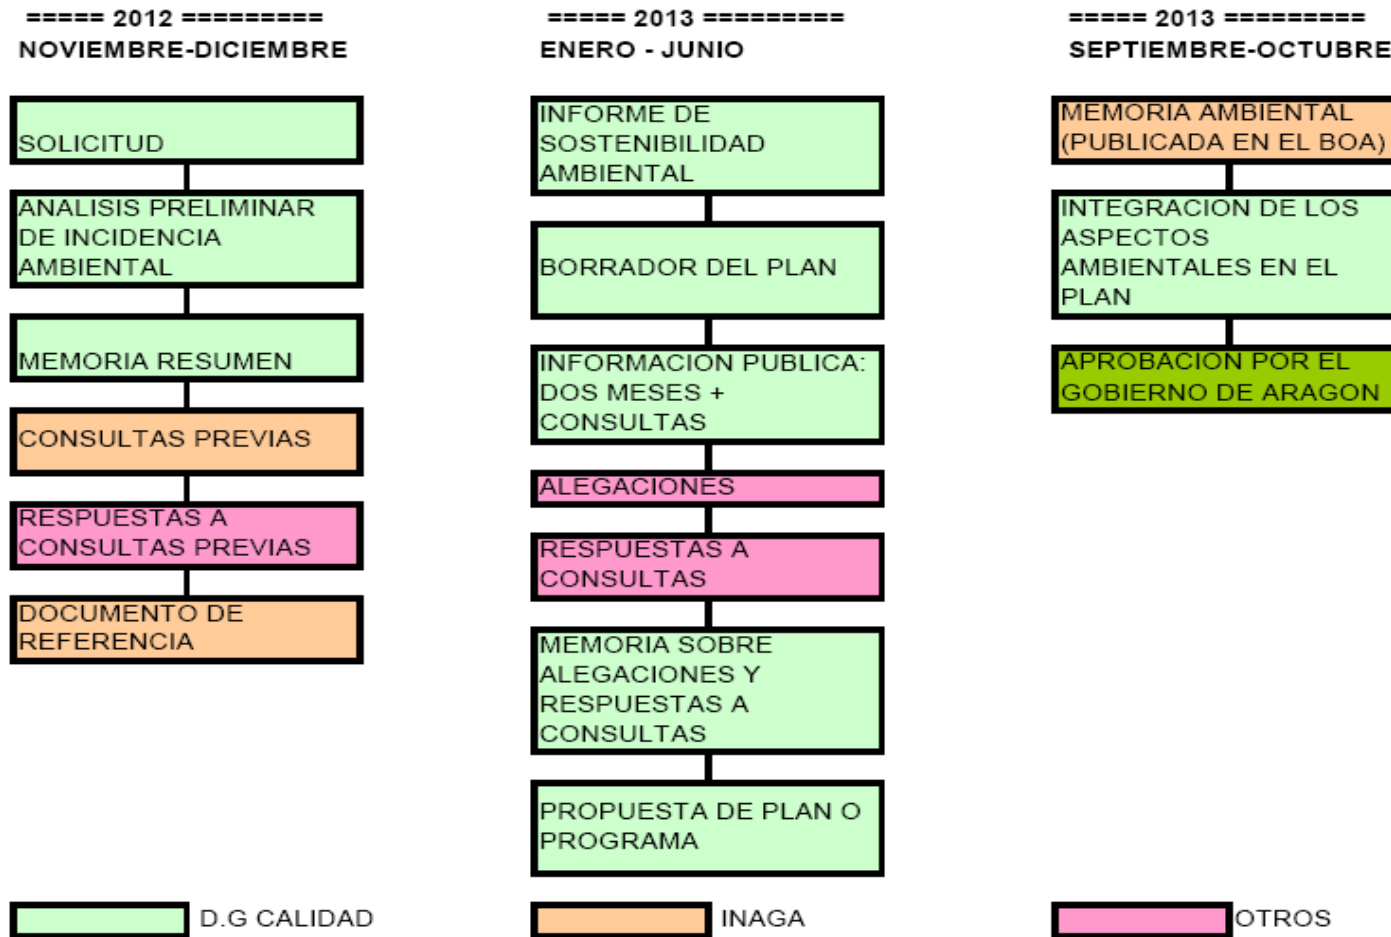 ===== 2012 =========
NOVIEMBRE-DICIEMBRE
SOLICITUD
ANALISIS PRELIMINAR
DE INCIDENCIA
AMBIENTAL
MEMORIA RESUMEN
CONSULTAS PREVIAS
RESPUESTAS A
CONSULTAS PREVIAS
DOCUMENTO DE
REFERENCIA
===== 2013 =========
ENERO - JUNIO
INFORME DE
SOSTENIBILIDAD
AMBIENTAL
BORRADOR DEL PLAN
INFORMACION PUBLICA:
DOS MESES +
CONSULTAS
ALEGACIONES
RESPUESTAS A
CONSULTAS
MEMORIA SOBRE
ALEGACIONES Y
RESPUESTAS A
CONSULTAS
PROPUESTA DE PLAN O
PROGRAMA
===== 2013 =========
SEPTIEMBRE-OCTUBRE
MEMORIA AMBIENTAL
(PUBLICADA EN EL BOA)
INTEGRACION DE LOS
ASPECTOS
AMBIENTALES EN EL
PLAN
APROBACION POR EL
GOBIERNO DE ARAGON
D.G CALIDAD
INAGA
OTROS